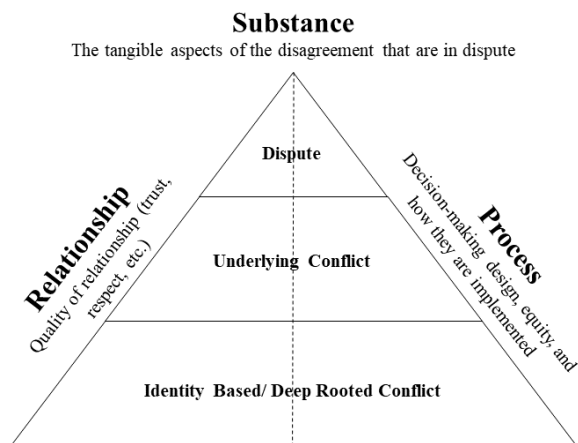 Substance
The tangible aspects of the disagreement that are in dispute
Dispute
Relationship
Quality of relationship (trust,
respect, etc.)
Process
Decision-making design, equity, and
how they are implemented
Underlying Conflict
Identity Based/ Deep Rooted Conflict